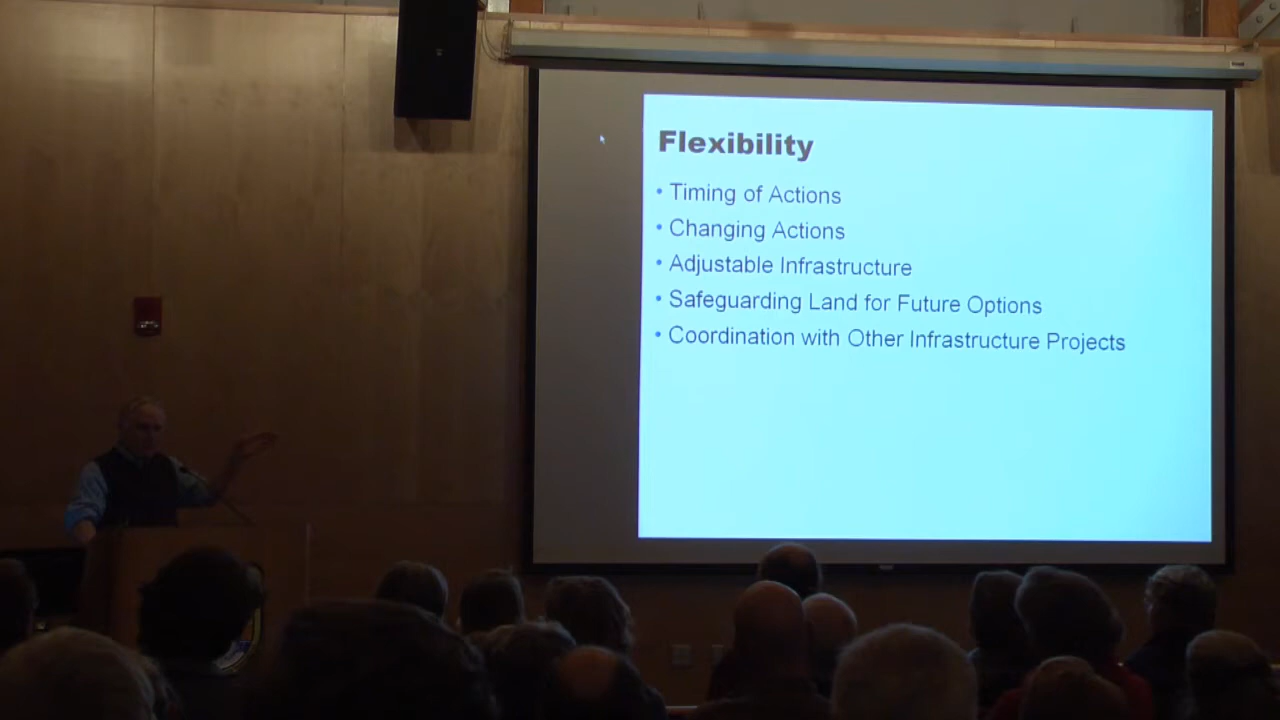 Flexibility
• Timing of Actions
• Changing Actions
• Adjustable Infrastructure
• Safeguarding Land for Future Options
• Coordination with Other Infrastructure Projects